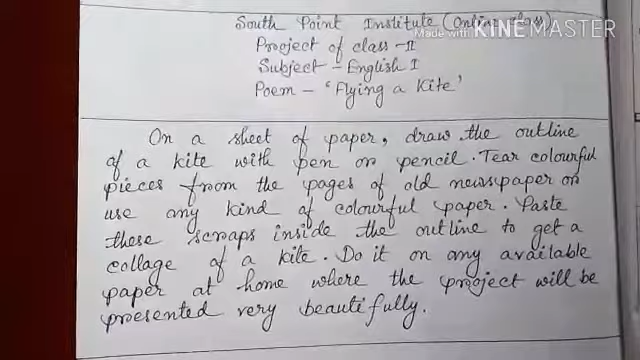 South Point Institute (Online class)
Made with KINEMASTER
Project of class-II
Subject - English I
Poem - 'Flying a Kite'
On a sheet of paper, draw the outline
of a kite with pen or pencil. Tear colourful
pieces from the pages of old newspaper or
use any kind of colourful paper. Paste
these scraps inside the outline to get a
collage of a kite. Do it on any available
paper at home where the project will be
presented very beautifully.